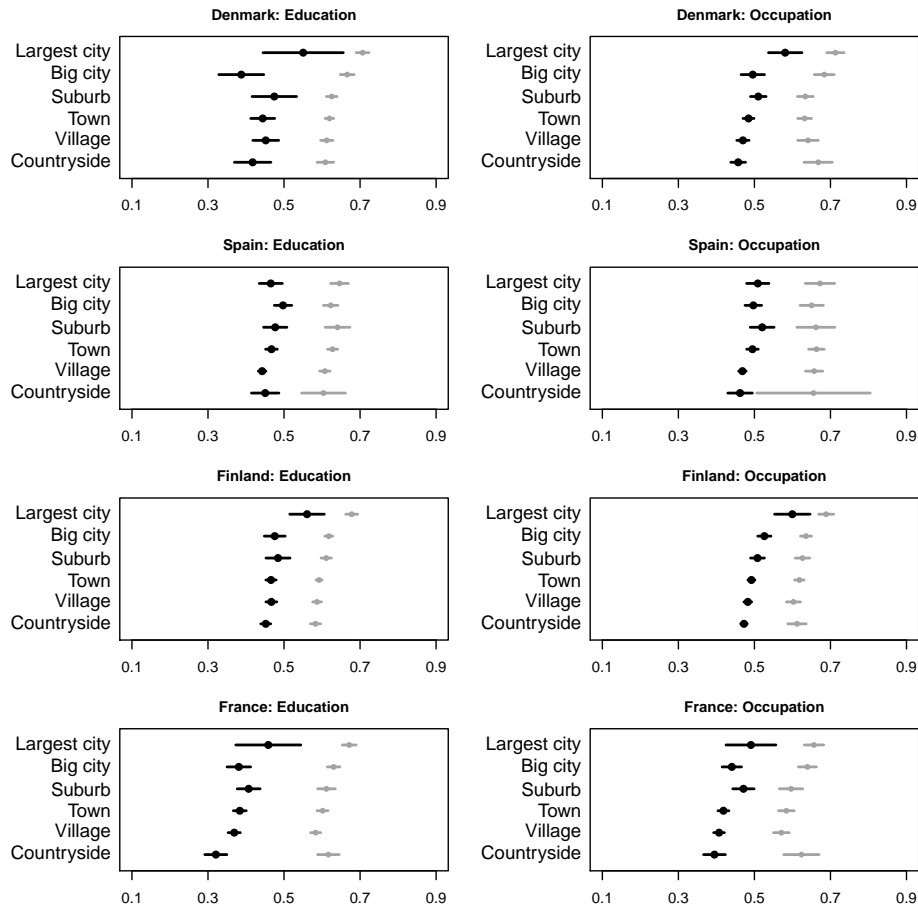 Denmark: Education
Largest city
Big city
Suburb
Town
Village
Countryside
0.1 0.3 0.5 0.7 0.9
Denmark: Occupation
Largest city
Big city
Suburb
Town
Village
Countryside
0.1 0.3 0.5 0.7 0.9
Spain: Education
Largest city
Big city
Suburb
Town
Village
Countryside
0.1 0.3 0.5 0.7 0.9
Spain: Occupation
Largest city
Big city
Suburb
Town
Village
Countryside
0.1 0.3 0.5 0.7 0.9
Finland: Education
Largest city
Big city
Suburb
Town
Village
Countryside
0.1 0.3 0.5 0.7 0.9
Finland: Occupation
Largest city
Big city
Suburb
Town
Village
Countryside
0.1 0.3 0.5 0.7 0.9
France: Education
Largest city
Big city
Suburb
Town
Village
Countryside
0.1 0.3 0.5 0.7 0.9
France: Occupation
Largest city
Big city
Suburb
Town
Village
Countryside
0.1 0.3 0.5 0.7 0.9